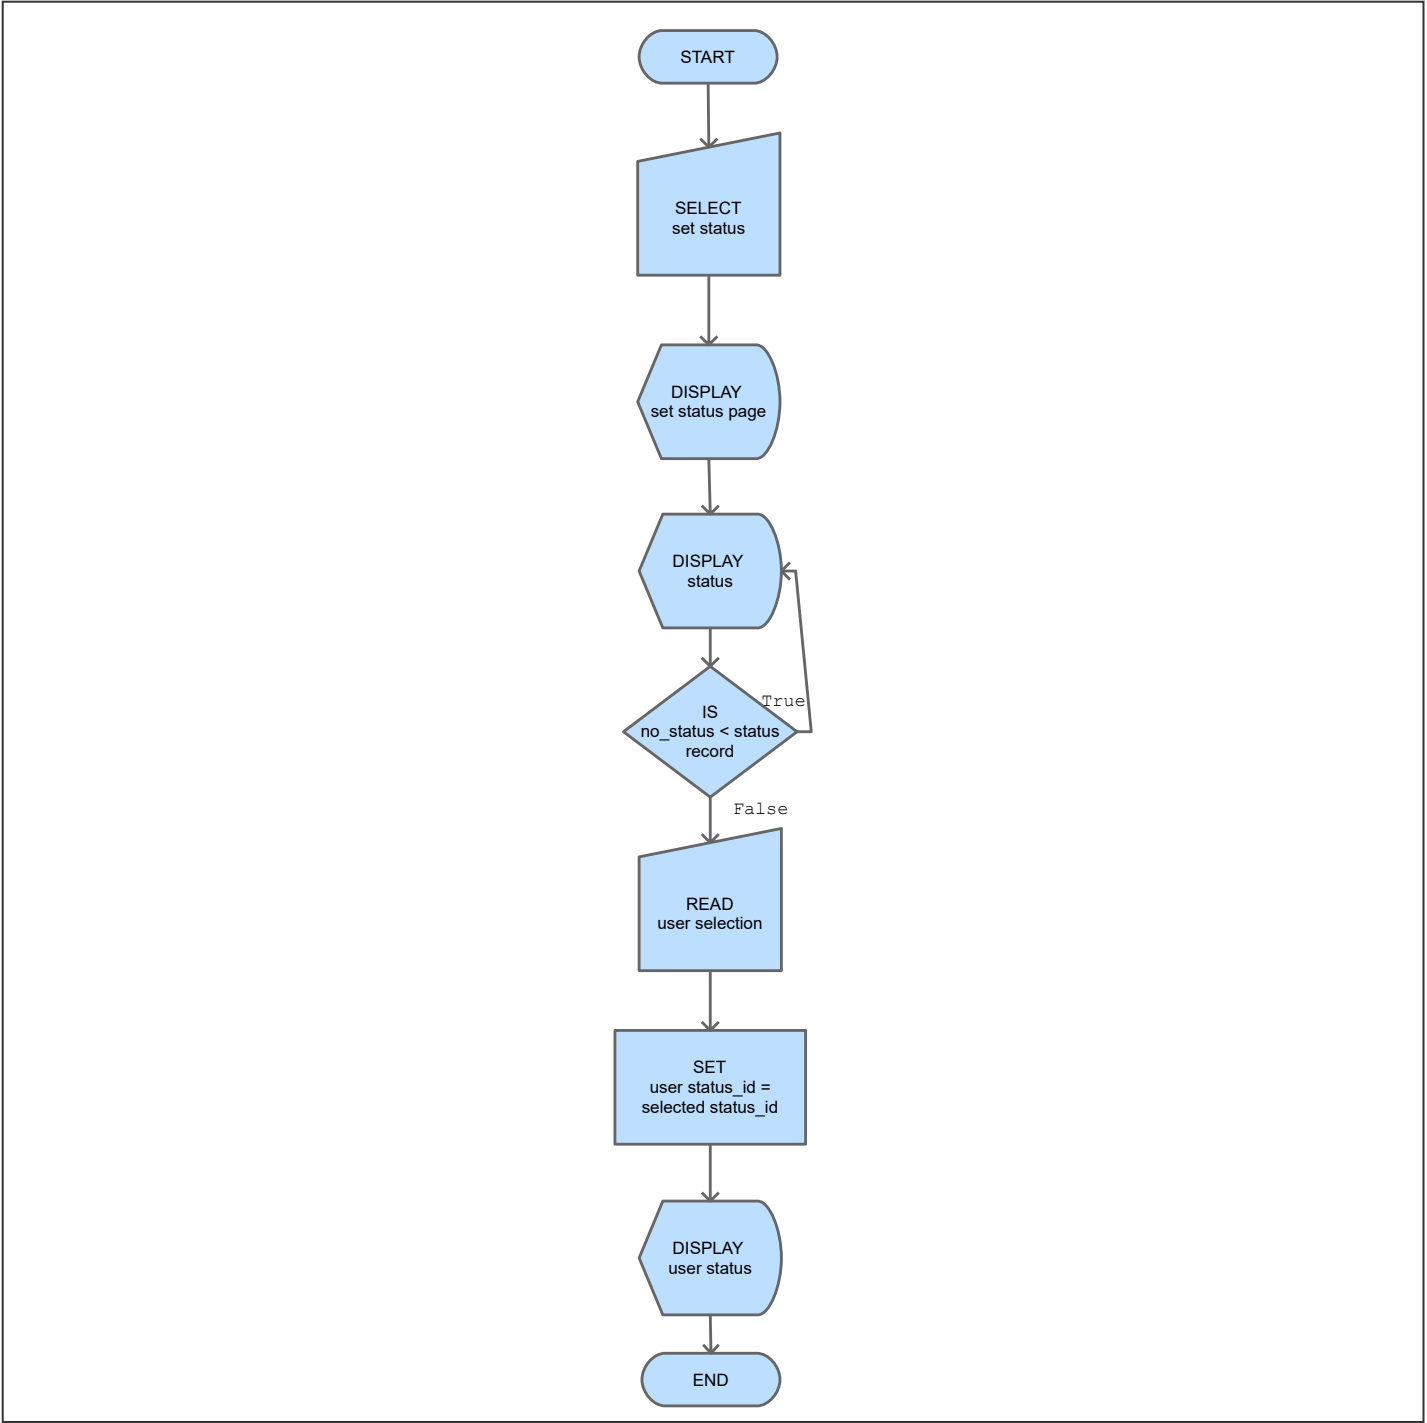 START
SELECT
set status
DISPLAY
set status page
DISPLAY
status
True
IS
no_status < status
record
False
READ
user selection
SET
user status_id =
selected status_id
DISPLAY
user status
END